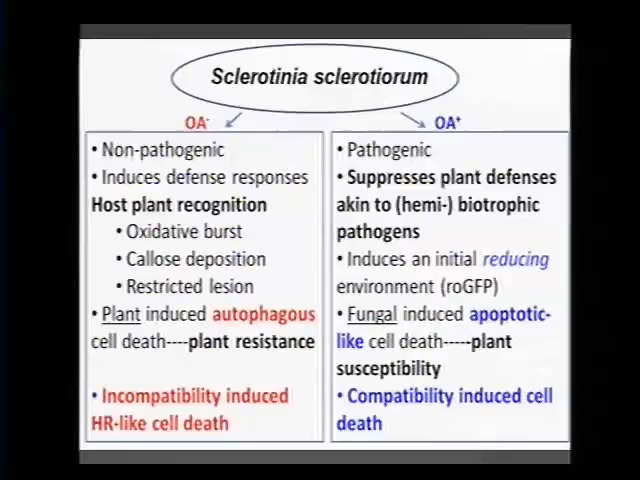 Sclerotinia sclerotiorum
OA-
OA+
• Non-pathogenic
• Induces defense responses
Host plant recognition
• Oxidative burst
• Callose deposition
• Restricted lesion
• Plant induced autophagous
cell death----plant resistance
• Incompatibility induced
HR-like cell death
• Pathogenic
• Suppresses plant defenses
akin to (hemi-) biotrophic
pathogens
• Induces an initial reducing
environment (roGFP)
• Fungal induced apoptotic-
like cell death-----plant
susceptibility
• Compatibility induced cell
death